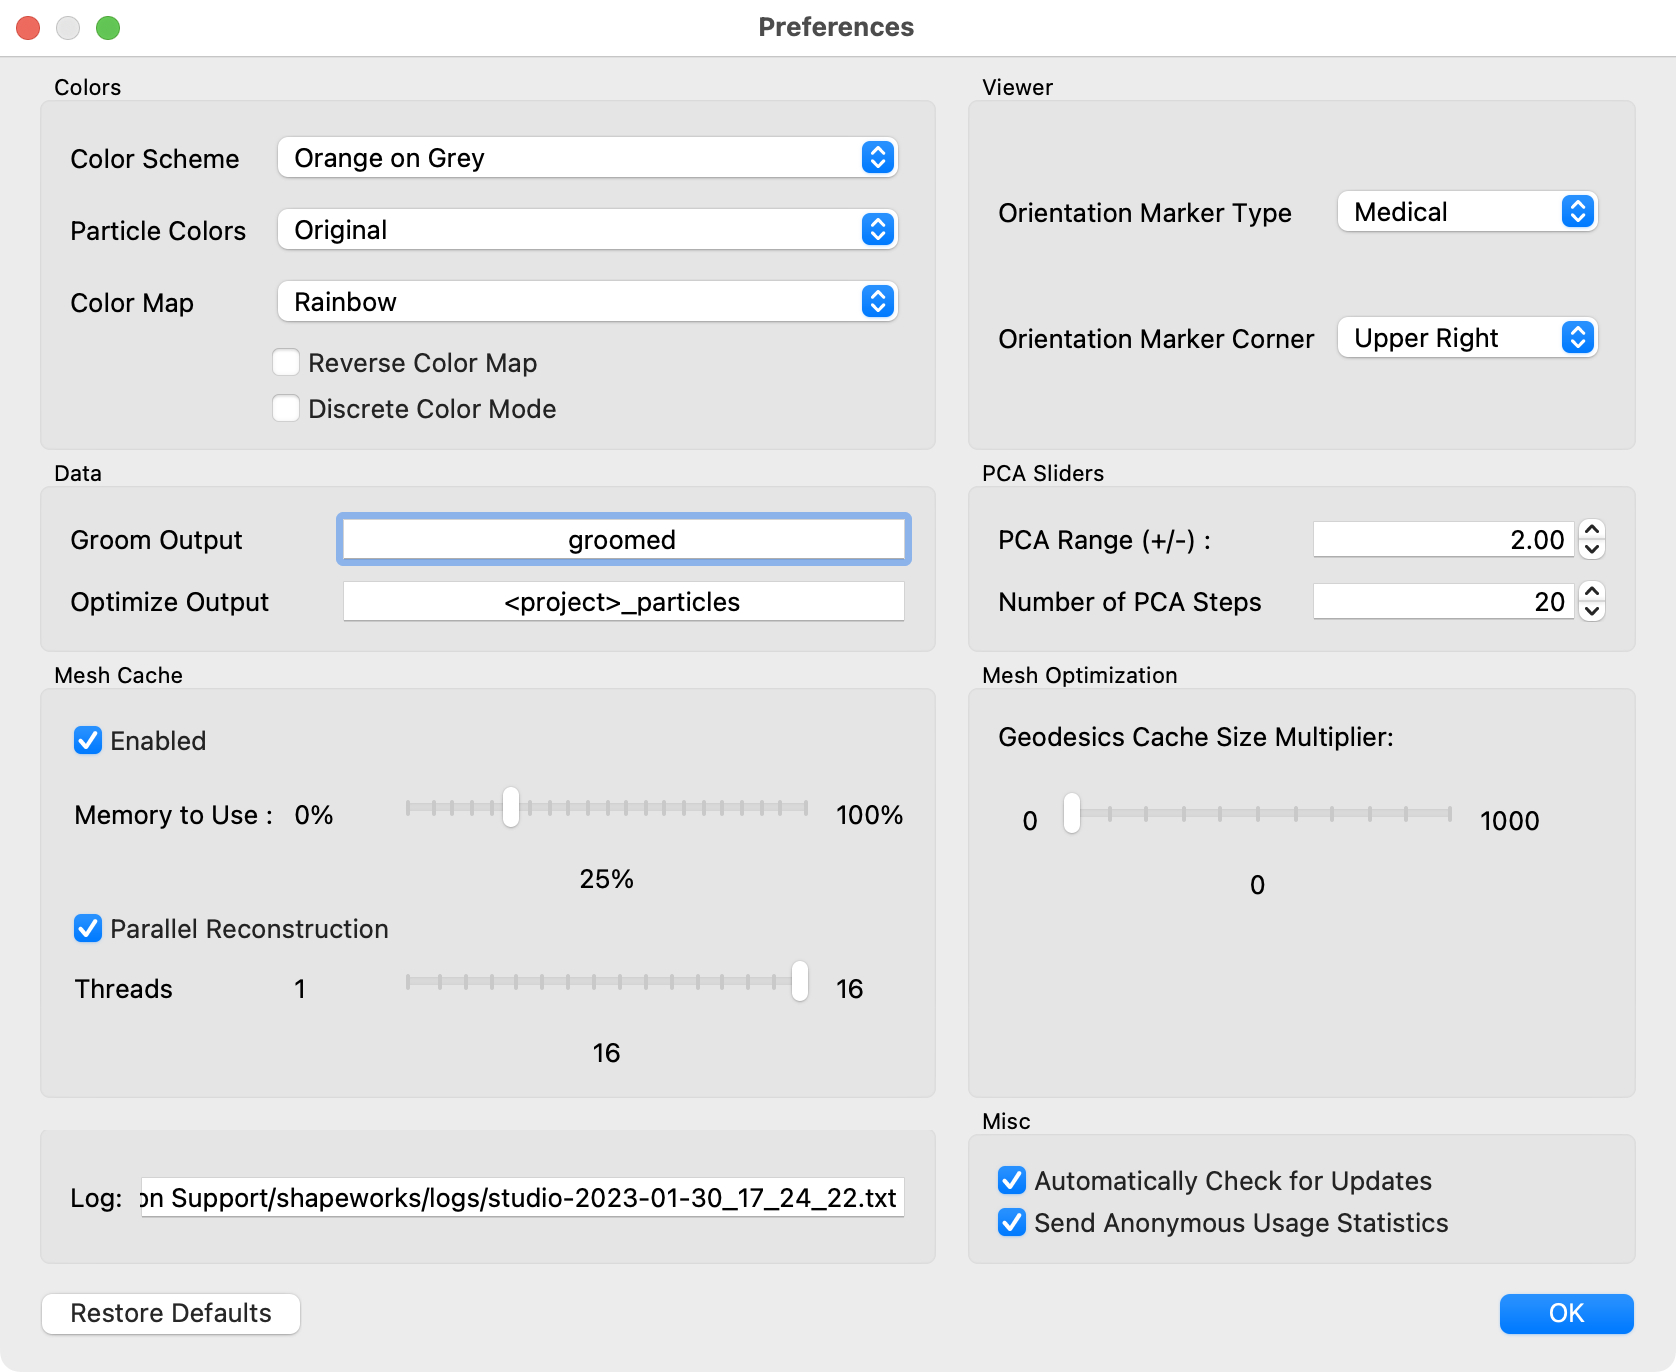 Preferences
Colors
Color Scheme Orange on Grey
Particle Colors Original
Color Map Rainbow
Reverse Color Map
Discrete Color Mode
Viewer
Orientation Marker Type Medical
Orientation Marker Corner Upper Right
Data
Groom Output groomed
Optimize Output <project>_particles
PCA Sliders
PCA Range (+/-) : 2.00
Number of PCA Steps 20
Mesh Cache
Enabled
Memory to Use : 0% 100%
25%
Parallel Reconstruction
Threads 1 16
16
Mesh Optimization
Geodesics Cache Size Multiplier:
0 1000
0
Log: on Support/shapeworks/logs/studio-2023-01-30_17_24_22.txt
Misc
Automatically Check for Updates
Send Anonymous Usage Statistics
Restore Defaults OK